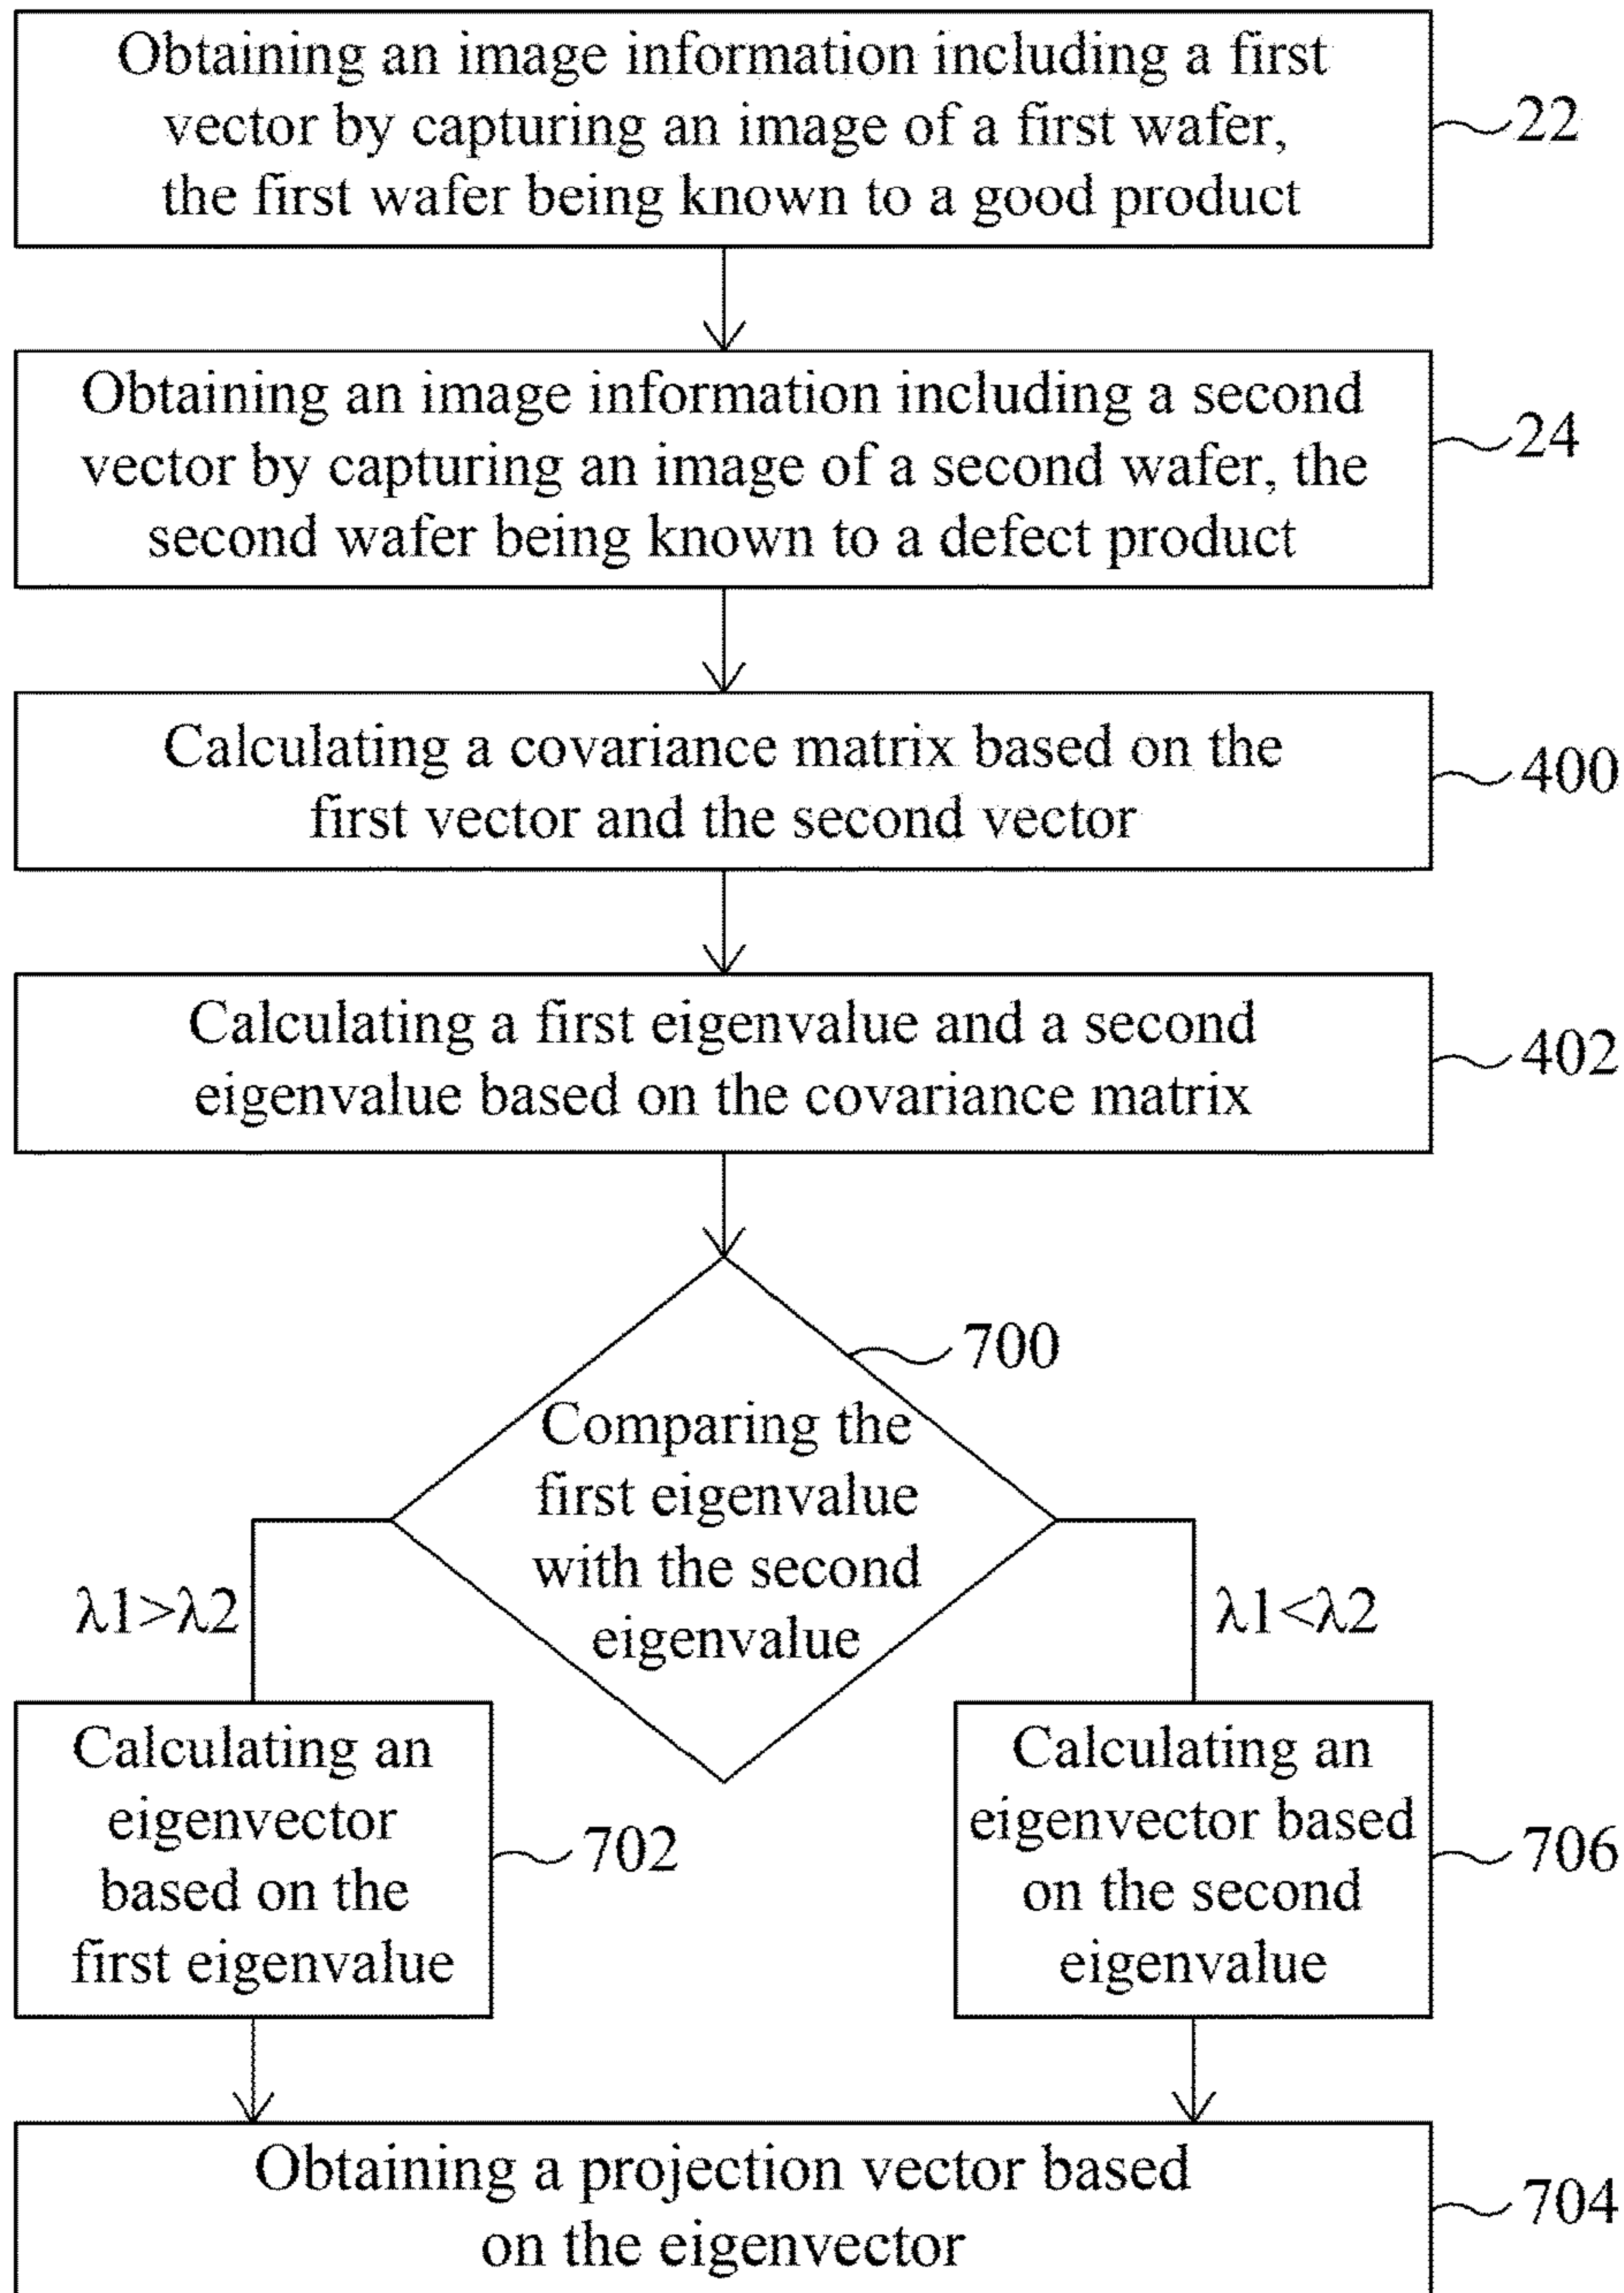 Obtaining an image information including a first
vector by capturing an image of a first wafer,
the first wafer being known to a good product
22
Obtaining an image information including a second
vector by capturing an image of a second wafer, the
second wafer being known to a defect product
24
Calculating a covariance matrix based on the
first vector and the second vector
400
Calculating a first eigenvalue and a second
eigenvalue based on the covariance matrix
402
700
Comparing the
first eigenvalue
with the second
eigenvalue
λ1>λ2
λ1<λ2
Calculating an
eigenvector
based on the
first eigenvalue
702
Calculating an
eigenvector based
on the second
eigenvalue
706
Obtaining a projection vector based
on the eigenvector
704